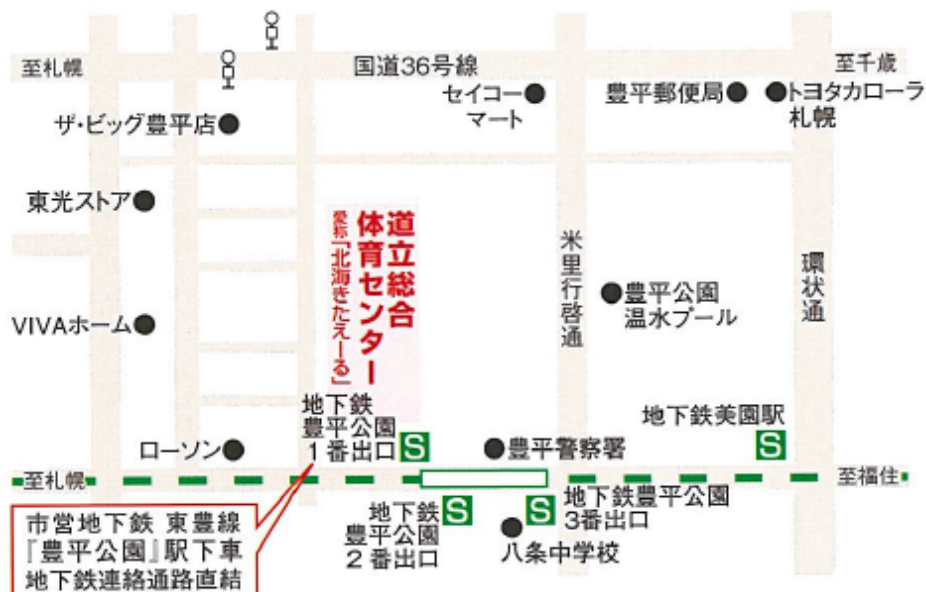 至札幌
国道36号線
至千歳
セイコー
マート
豊平郵便局
トヨタカローラ
札幌
ザ・ビッグ豊平店
東光ストア
道立総合
体育センター
愛称「北海きたえーる」
米里行啓通
環状通
豊平公園
温水プール
VIVAホーム
地下鉄
豊平公園
1番出口
S
地下鉄美園駅
S
ローソン
豊平警察署
至札幌
至福住
市営地下鉄 東豊線
『豊平公園』駅下車
地下鉄連絡通路直結
地下鉄
豊平公園
2番出口
S
S
地下鉄豊平公園
3番出口
八条中学校